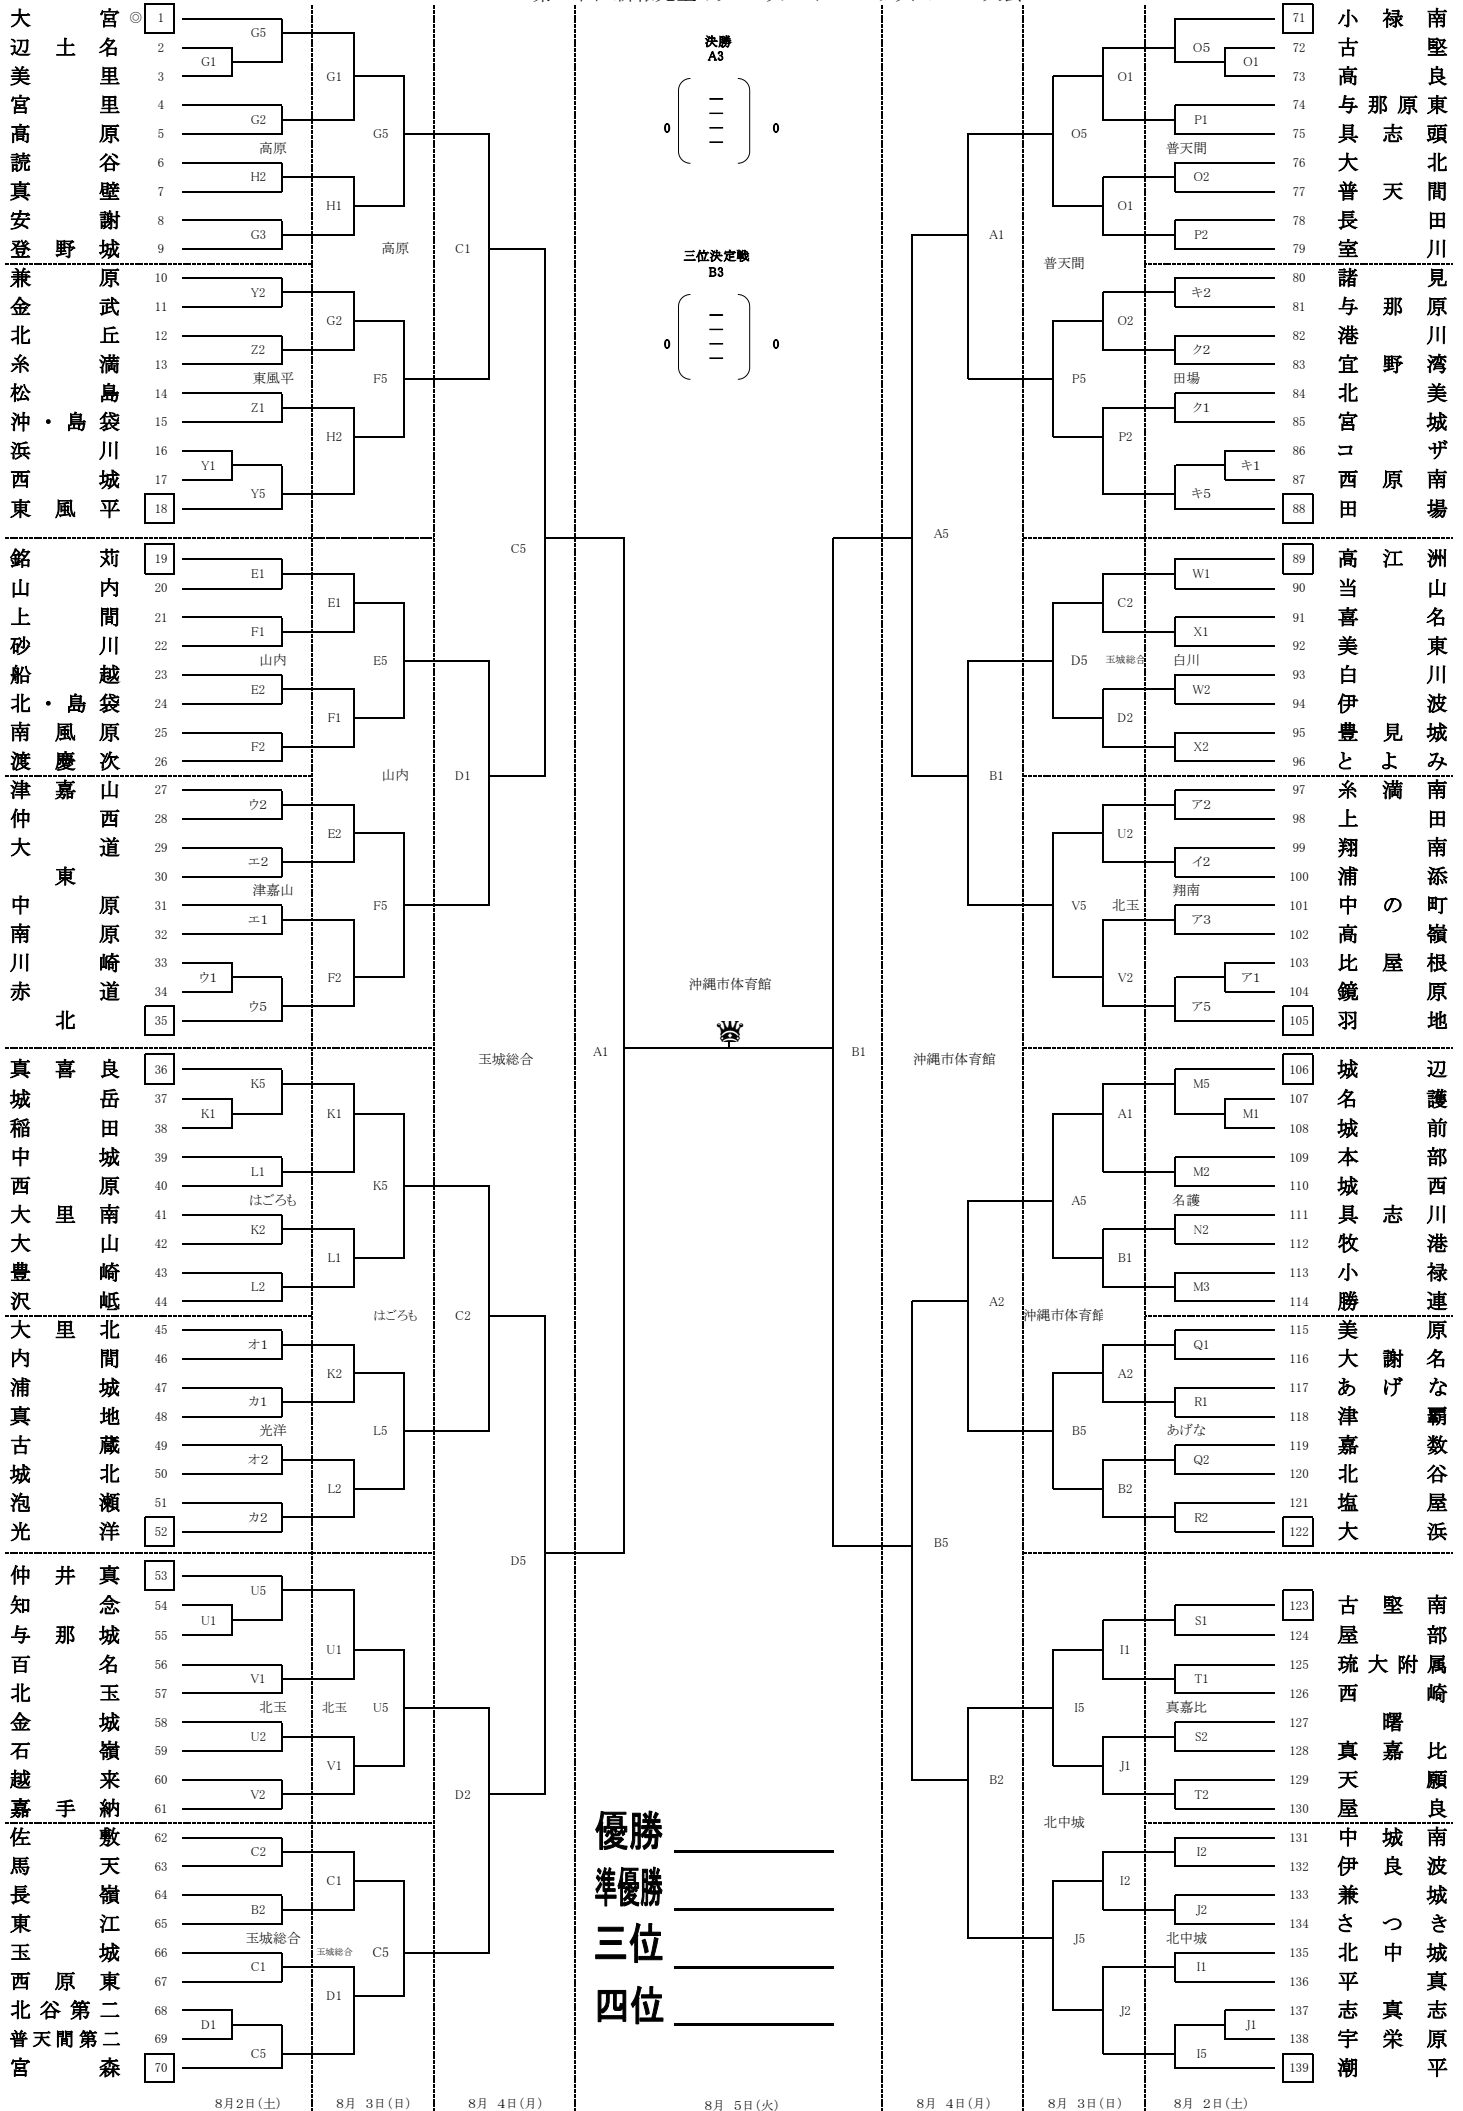 大宮 ◎ 1
辺土名 2
美里 3
宮里 4
高原 5
読谷 6
真壁 7
安謝 8
登野城 9
兼原 10
金武 11
北丘 12
糸満 13
松島 14
沖・島袋 15
浜川 16
西城 17
東風平 18
銘苅 19
山内 20
上間 21
砂川 22
船越 23
北・島袋 24
南風原 25
渡慶次 26
津嘉山 27
仲西 28
大道 29
東 30
中原 31
南原 32
川崎 33
赤道 34
北 35
真喜良 36
城岳 37
稲田 38
中城 39
西原 40
大里南 41
大山 42
豊崎 43
沢岻 44
大里北 45
内間 46
浦城 47
真地 48
古蔵 49
城北 50
泡瀬 51
光洋 52
仲井真 53
知念 54
与那城 55
百名 56
北玉 57
金城 58
石嶺 59
越来 60
嘉手納 61
佐敷 62
馬天 63
長嶺 64
東江 65
玉城 66
西原東 67
北谷第二 68
普天間第二 69
宮森 70
G5
G1
G2
高原
H2
G3
Y2
Z2
東風平
Z1
Y1
Y5
E1
F1
山内
E2
F2
ウ2
エ2
津嘉山
エ1
ウ1
ウ5
K5
K1
L1
はごろも
K2
L2
オ1
カ1
光洋
オ2
カ2
U5
U1
V1
北玉
U2
V2
C2
B2
玉城総合
C1
D1
C5
8月2日(土)
G1
H1
高原
G2
H2
E1
F1
山内
E2
F2
K1
L1
はごろも
K2
L2
U1
北玉
V1
C1
玉城総合
D1
G5
F5
E5
F5
K5
L5
U5
C5
8月 3日(日)
C1
D1
C2
D2
C5
玉城総合
D5
8月 4日(月)
A1
決勝
A3
0 0
三位決定戦
B3
0 0
沖縄市体育館
B1
優勝
準優勝
三位
四位
8月 5日(火)
A5
沖縄市体育館
B5
A1
B1
A2
B2
8月 4日(月)
O5
普天間
P5
D5
V5
A5
沖縄市体育館
B5
I5
北中城
J5
O1
O1
O2
P2
C2
玉城総合
D2
U2
北玉
V2
A1
B1
A2
B2
I1
J1
I2
J2
8月 3日(日)
O5
O1
P1
普天間
O2
P2
キ2
ク2
田場
ク1
キ1
キ5
W1
X1
白川
W2
X2
ア2
イ2
翔南
ア3
ア1
ア5
M5
M1
M2
名護
N2
M3
Q1
R1
あげな
Q2
R2
S1
T1
真嘉比
S2
T2
I2
J2
北中城
I1
J1
I5
8月 2日(土)
71 小禄南
72 古堅
73 高良
74 与那原東
75 具志頭
76 大北
77 普天間
78 長田
79 室川
80 諸見
81 与那原
82 港川
83 宜野湾
84 北美
85 宮城
86 コザ
87 西原南
88 田場
89 高江洲
90 当山
91 喜名
92 美東
93 白川
94 伊波
95 豊見城
96 とよみ
97 糸満南
98 上田
99 翔南
100 浦添
101 中の町
102 高嶺
103 比屋根
104 鏡原
105 羽地
106 城辺
107 名護
108 城前
109 本部
110 城西
111 具志川
112 牧港
113 小禄
114 勝連
115 美原
116 大謝名
117 あげな
118 津覇
119 嘉数
120 北谷
121 塩屋
122 大浜
123 古堅南
124 屋部
125 琉大附属
126 西崎
127 曙
128 真嘉比
129 天願
130 屋良
131 中城南
132 伊良波
133 兼城
134 さつき
135 北中城
136 平真
137 志真志
138 宇栄原
139 潮平